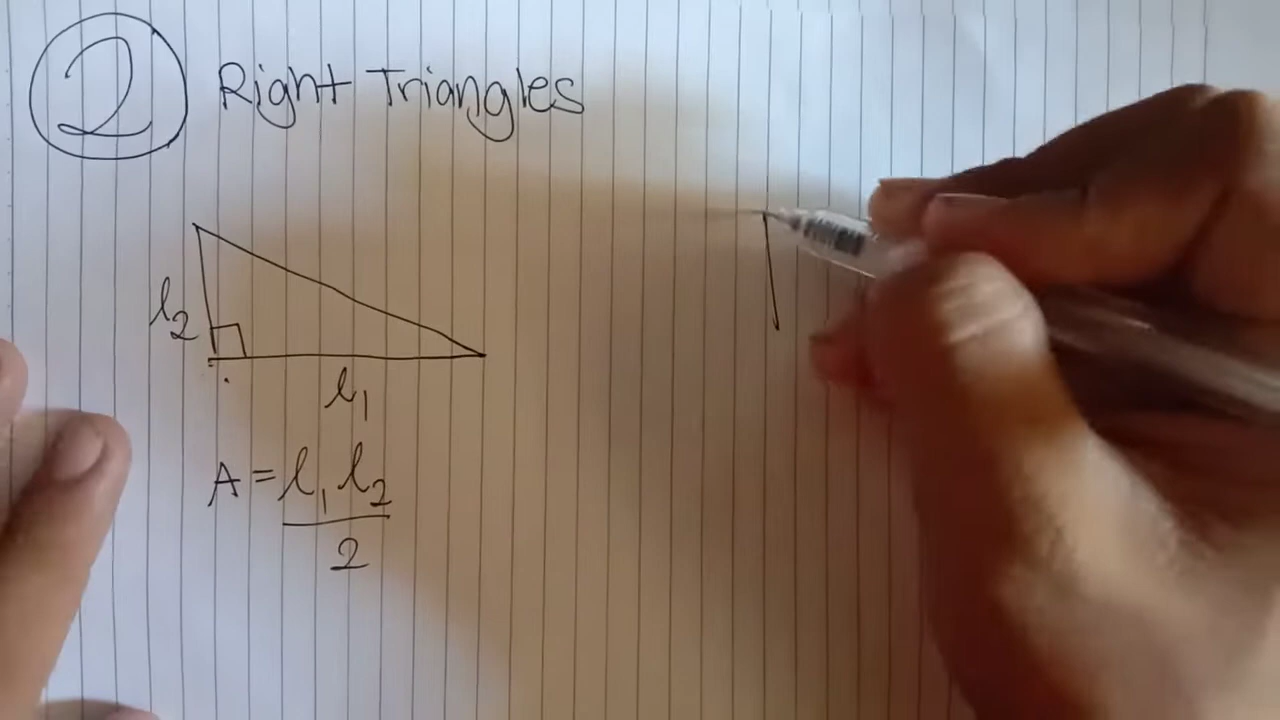 2 Right Triangles
l₂
l₁
A = l₁ l₂
2